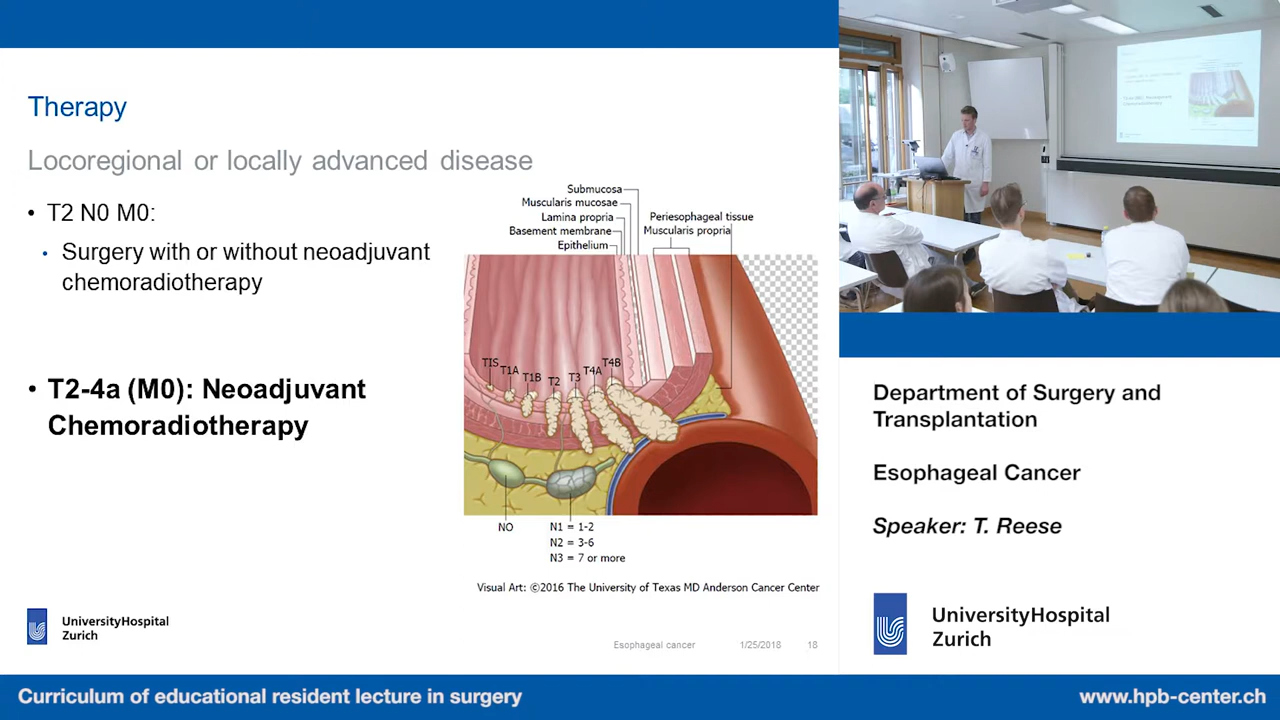 Therapy
Locoregional or locally advanced disease
• T2 N0 M0:
• Surgery with or without neoadjuvant
chemoradiotherapy
• T2-4a (M0): Neoadjuvant
Chemoradiotherapy
Submucosa
Muscularis mucosae
Lamina propria
Basement membrane
Epithelium
Periesophageal tissue
Muscularis propria
TIS
T1A
T1B
T2
T3
T4A
T4B
NO
N1 = 1-2
N2 = 3-6
N3 = 7 or more
Visual Art: ©2016 The University of Texas MD Anderson Cancer Center
UniversityHospital
Zurich
Esophageal cancer 1/25/2018 18
Department of Surgery and
Transplantation
Esophageal Cancer
Speaker: T. Reese
UniversityHospital
Zurich
Curriculum of educational resident lecture in surgery
www.hpb-center.ch